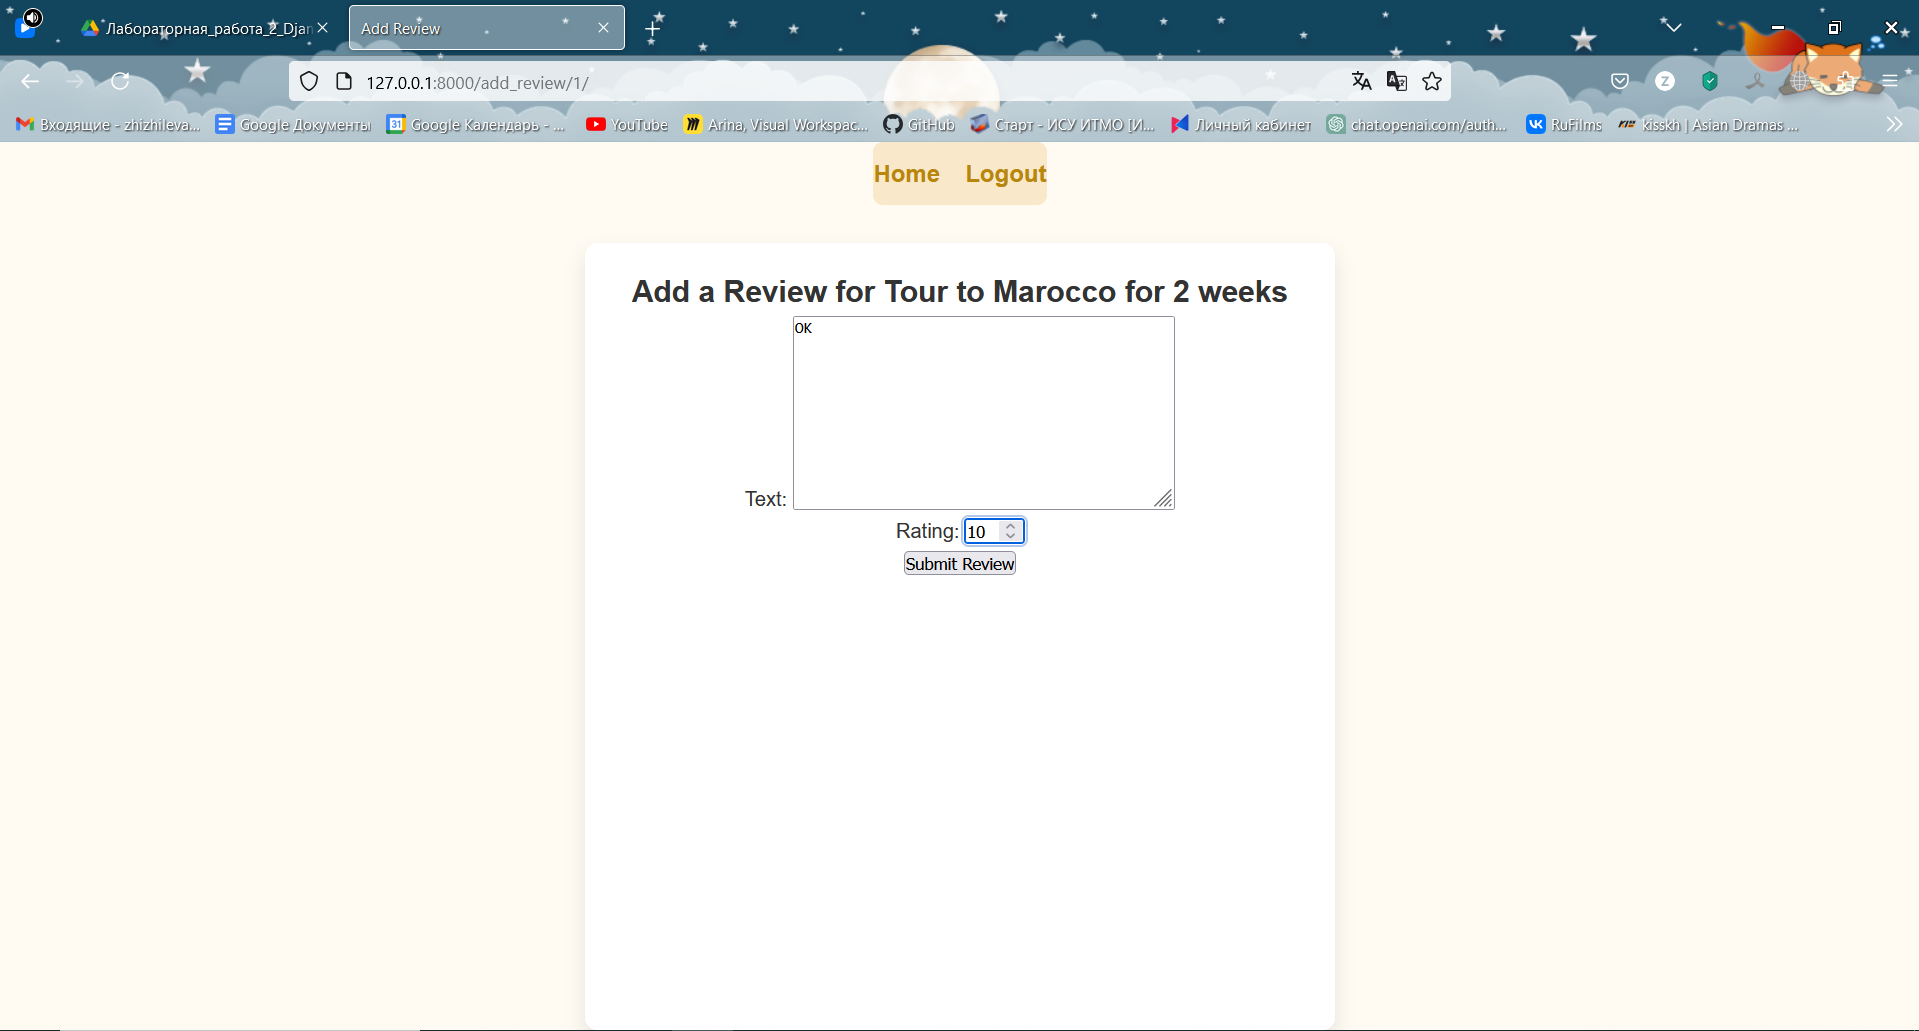 Лабораторная_работа_2_Djan
Add Review
127.0.0.1:8000/add_review/1/
Входящие - zhizhileva...
Google Документы
31
Google Календарь - ...
YouTube
Arina, Visual Workspac...
GitHub
Старт - ИСУ ИТМО [И...
Личный кабинет
chat.openai.com/auth...
RuFilms
kisskh | Asian Dramas ...
Home Logout
Add a Review for Tour to Marocco for 2 weeks
OK
Text:
Rating: 10
Submit Review